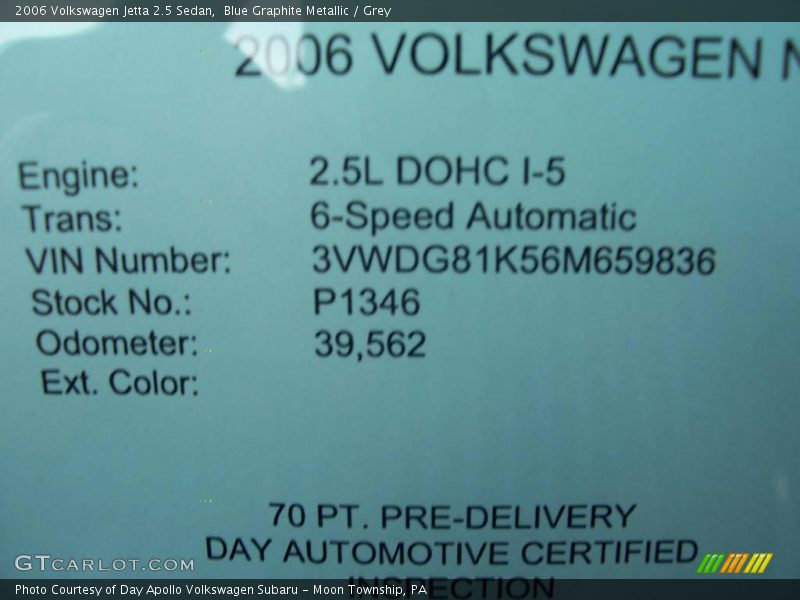 2006 Volkswagen Jetta 2.5 Sedan, Blue Graphite Metallic / Grey
2006 VOLKSWAGEN N
Engine: 2.5L DOHC I-5
Trans: 6-Speed Automatic
VIN Number: 3VWDG81K56M659836
Stock No.: P1346
Odometer: 39,562
Ext. Color:
70 PT. PRE-DELIVERY
DAY AUTOMOTIVE CERTIFIED
INSPECTION
GTCARLOT.COM
Photo Courtesy of Day Apollo Volkswagen Subaru – Moon Township, PA